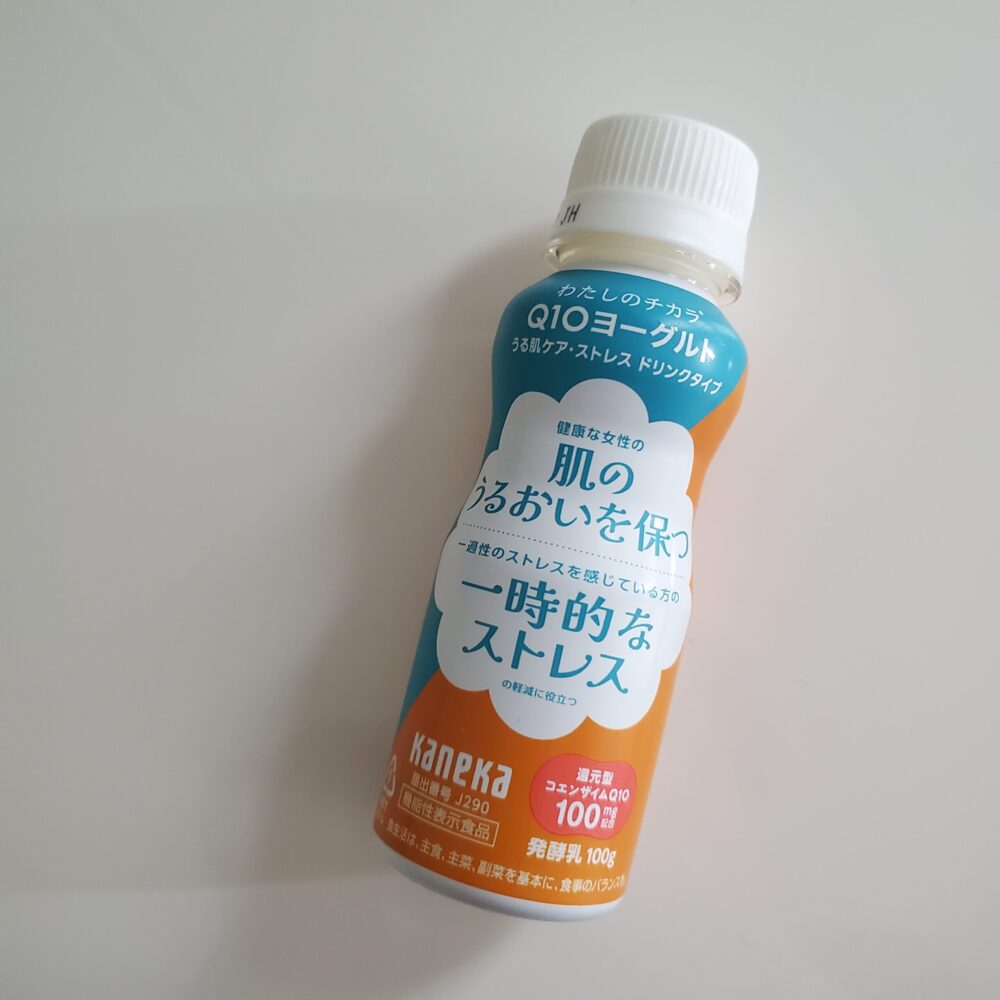 JH
わたしのチカラ
Q10ヨーグルト
うる肌ケア・ストレス ドリンクタイプ
健康な女性の
肌の
うるおいを保つ
一過性のストレスを感じている方の
一時的な
ストレス
の軽減に役立つ
kaneka
届出番号 J290
機能性表示食品
還元型
コエンザイムQ10
100mg
配合
発酵乳 100g
食生活は、主食、主菜、副菜を基本に、食事のバランスを